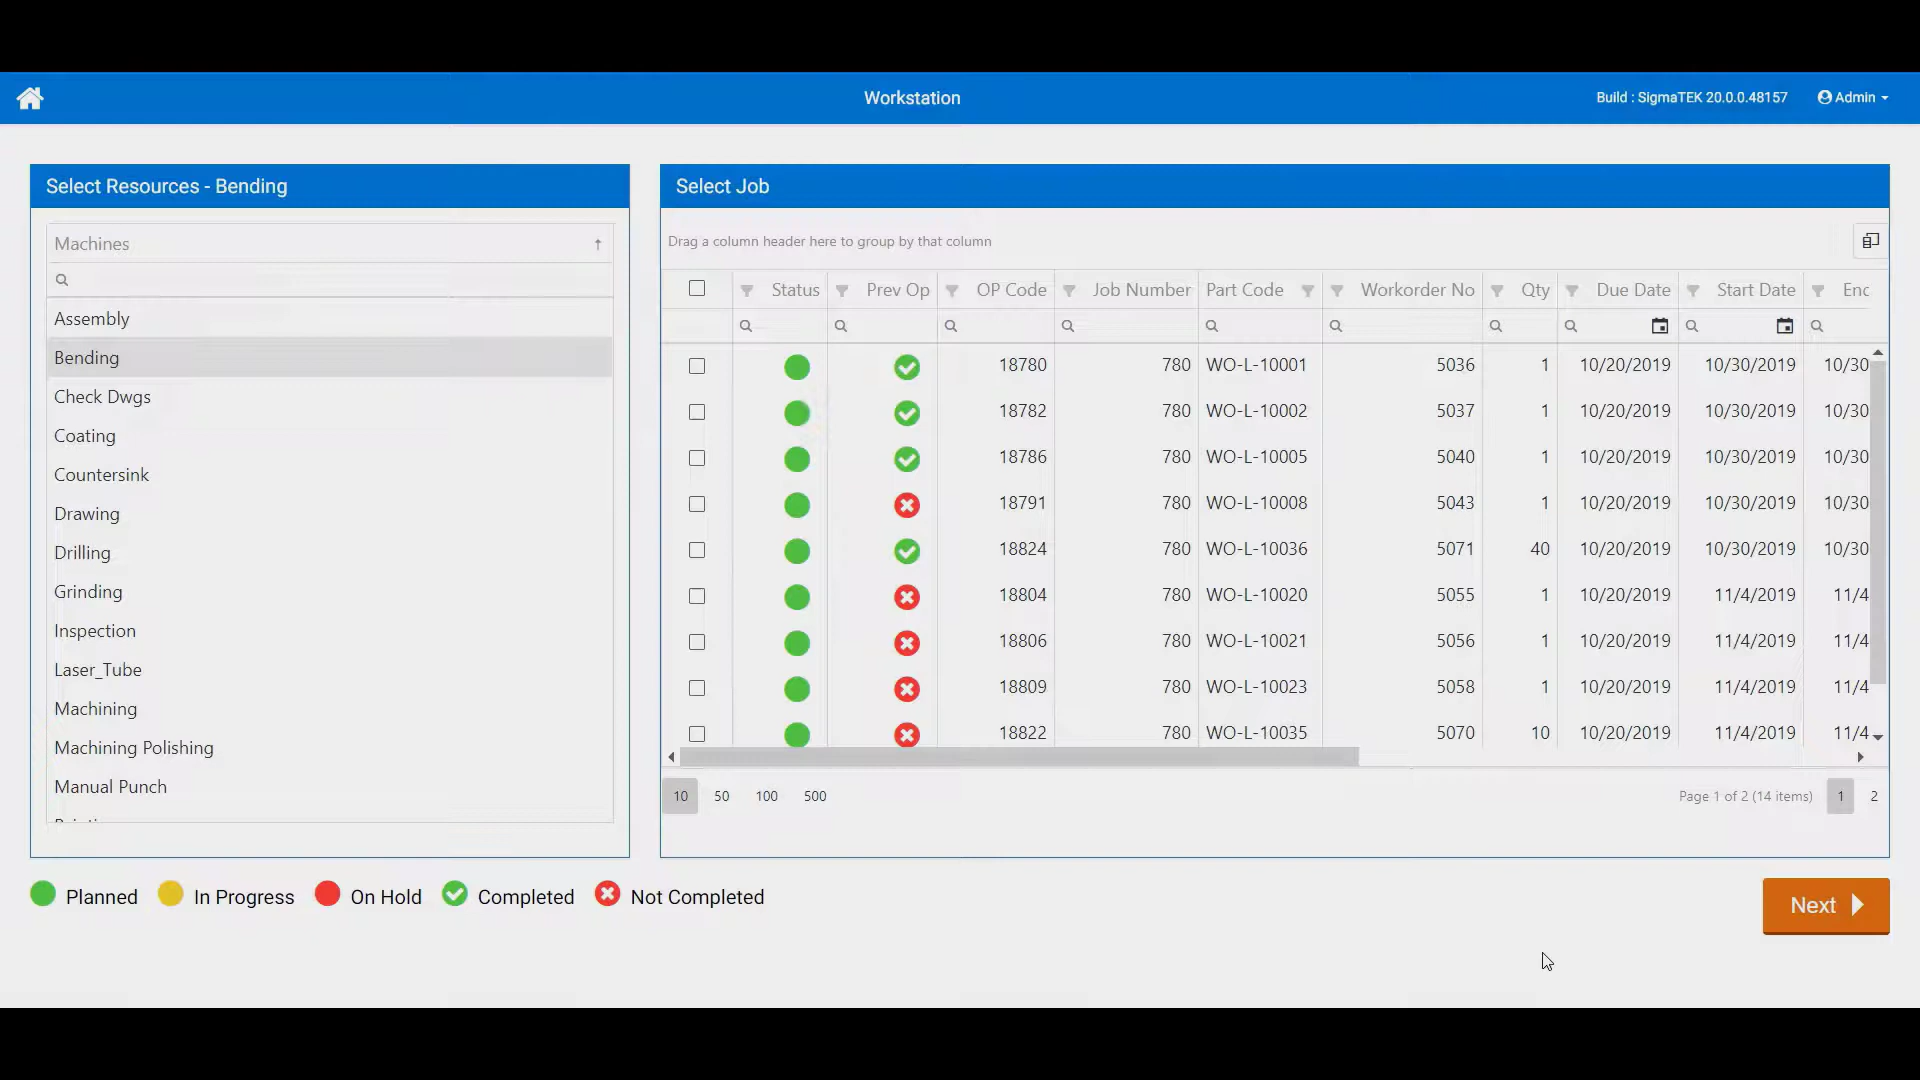 Workstation
Build : SigmaTEK 20.0.0.48157
Admin
Select Resources - Bending
Machines
Assembly
Bending
Check Dwgs
Coating
Countersink
Drawing
Drilling
Grinding
Inspection
Laser_Tube
Machining
Machining Polishing
Manual Punch
Select Job
Drag a column header here to group by that column
Status Prev Op OP Code Job Number Part Code Workorder No Qty Due Date Start Date Enc
18780 780 WO-L-10001 5036 1 10/20/2019 10/30/2019 10/30
18782 780 WO-L-10002 5037 1 10/20/2019 10/30/2019 10/30
18786 780 WO-L-10005 5040 1 10/20/2019 10/30/2019 10/30
18791 780 WO-L-10008 5043 1 10/20/2019 10/30/2019 10/30
18824 780 WO-L-10036 5071 40 10/20/2019 10/30/2019 10/30
18804 780 WO-L-10020 5055 1 10/20/2019 11/4/2019 11/4
18806 780 WO-L-10021 5056 1 10/20/2019 11/4/2019 11/4
18809 780 WO-L-10023 5058 1 10/20/2019 11/4/2019 11/4
18822 780 WO-L-10035 5070 10 10/20/2019 11/4/2019 11/4
10 50 100 500
Page 1 of 2 (14 items) 1 2
Planned In Progress On Hold Completed Not Completed
Next